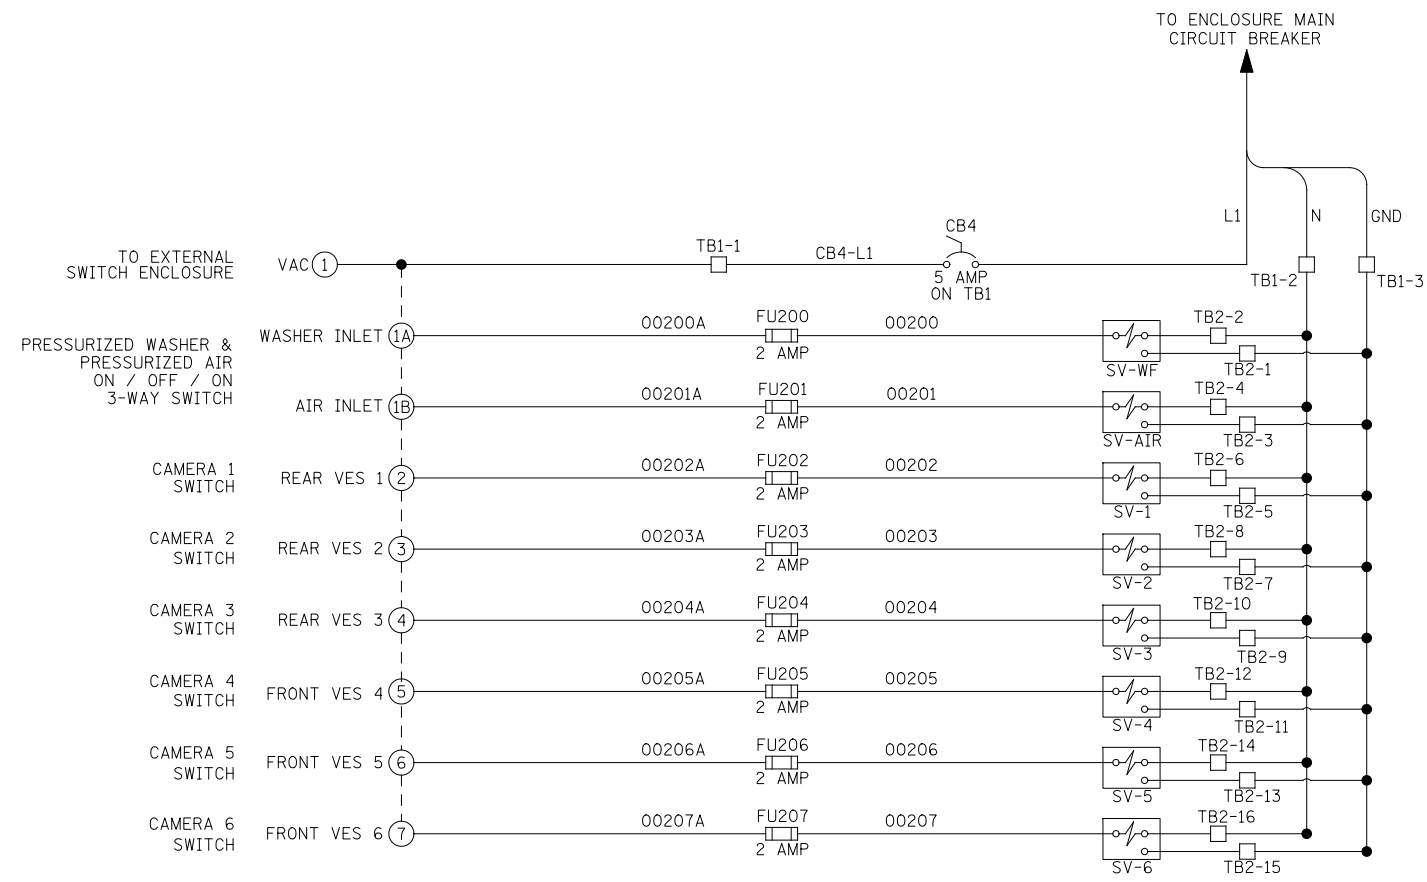 TO ENCLOSURE MAIN
CIRCUIT BREAKER
L1
N
GND
TO EXTERNAL
SWITCH ENCLOSURE
VAC 1
TB1-1
CB4-L1
CB4
5 AMP
ON TB1
TB1-2
TB1-3
PRESSURIZED WASHER &
PRESSURIZED AIR
ON / OFF / ON
3-WAY SWITCH
WASHER INLET 1A
00200A
FU200
2 AMP
00200
SV-WF
TB2-2
TB2-1
AIR INLET 1B
00201A
FU201
2 AMP
00201
SV-AIR
TB2-4
TB2-3
CAMERA 1
SWITCH
REAR VES 1 2
00202A
FU202
2 AMP
00202
SV-1
TB2-6
TB2-5
CAMERA 2
SWITCH
REAR VES 2 3
00203A
FU203
2 AMP
00203
SV-2
TB2-8
TB2-7
CAMERA 3
SWITCH
REAR VES 3 4
00204A
FU204
2 AMP
00204
SV-3
TB2-10
TB2-9
CAMERA 4
SWITCH
FRONT VES 4 5
00205A
FU205
2 AMP
00205
SV-4
TB2-12
TB2-11
CAMERA 5
SWITCH
FRONT VES 5 6
00206A
FU206
2 AMP
00206
SV-5
TB2-14
TB2-13
CAMERA 6
SWITCH
FRONT VES 6 7
00207A
FU207
2 AMP
00207
SV-6
TB2-16
TB2-15